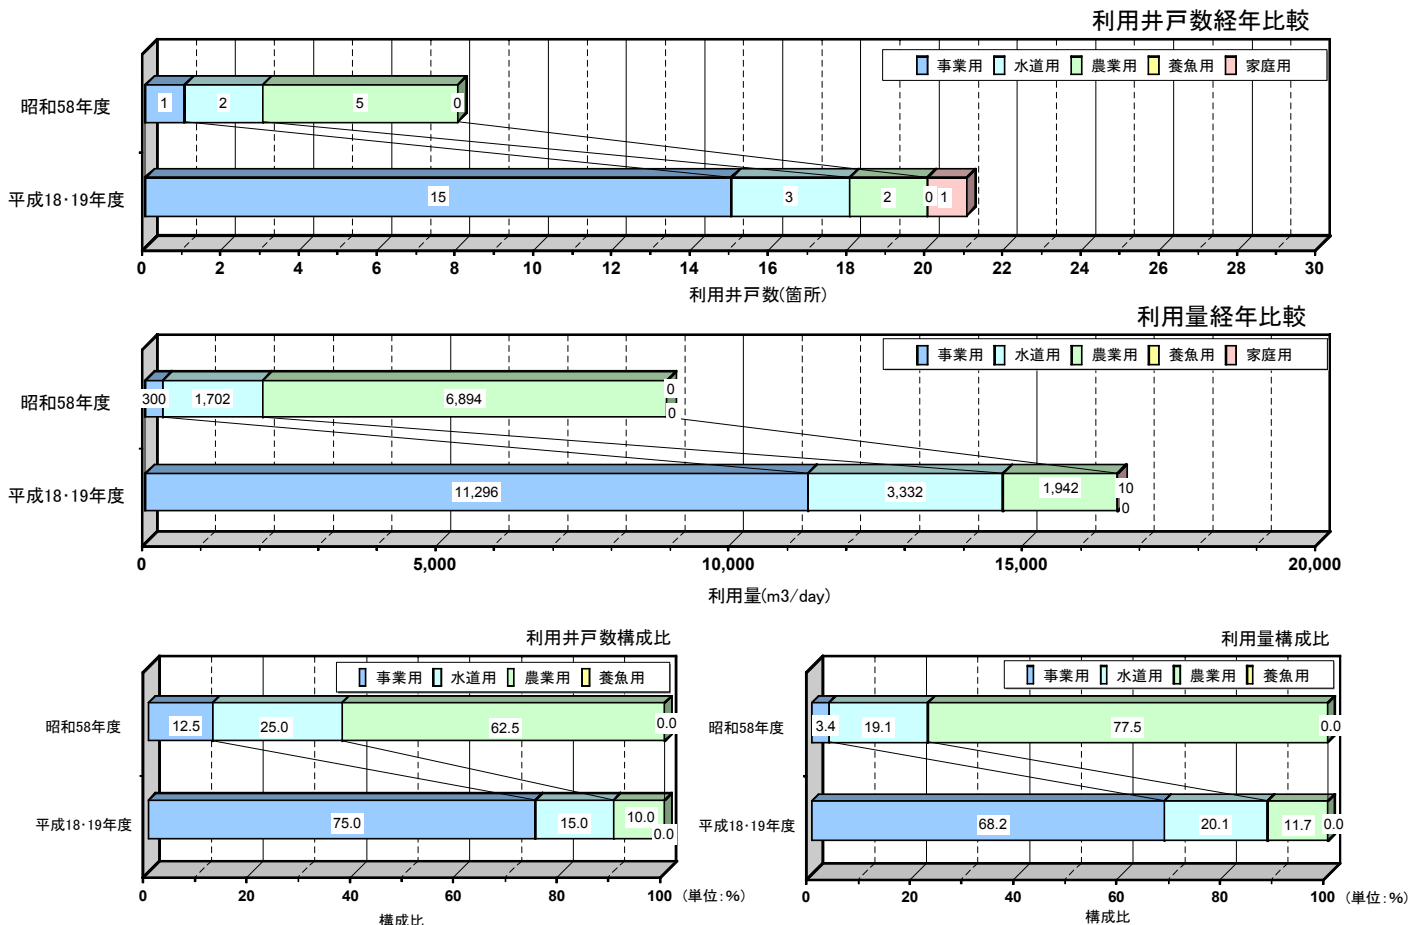 利用井戸数経年比較
事業用 水道用 農業用 養魚用 家庭用
昭和58年度
1 2 5 0
平成18・19年度
15 3 2 0 1
0 2 4 6 8 10 12 14 16 18 20 22 24 26 28 30
利用井戸数(箇所)
利用量経年比較
事業用 水道用 農業用 養魚用 家庭用
昭和58年度
300 1,702 6,894 0
0
平成18・19年度
11,296 3,332 1,942 10
0
0 5,000 10,000 15,000 20,000
利用量(m3/day)
利用井戸数構成比
事業用 水道用 農業用 養魚用
昭和58年度
12.5 25.0 62.5 0.0
平成18・19年度
75.0 15.0 10.0
0.0
0 20 40 60 80 100 (単位:%)
構成比
利用量構成比
事業用 水道用 農業用 養魚用
昭和58年度
3.4 19.1 77.5 0.0
平成18・19年度
68.2 20.1 11.7 0.0
0 20 40 60 80 100 (単位:%)
構成比